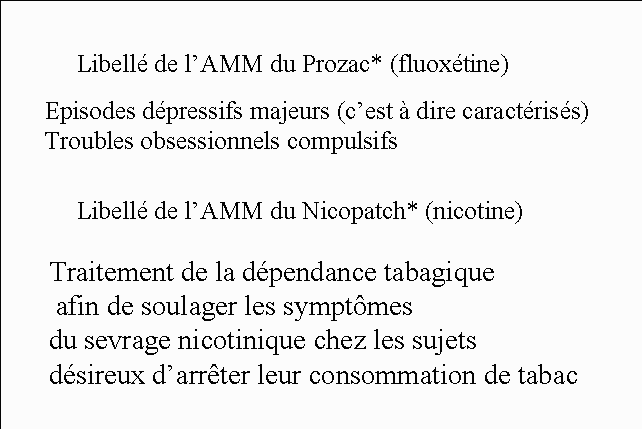 Libellé de l’AMM du Prozac* (fluoxétine)
Episodes dépressifs majeurs (c’est à dire caractérisés)
Troubles obsessionnels compulsifs
Libellé de l’AMM du Nicopatch* (nicotine)
Traitement de la dépendance tabagique
afin de soulager les symptômes
du sevrage nicotinique chez les sujets
désireux d’arrêter leur consommation de tabac